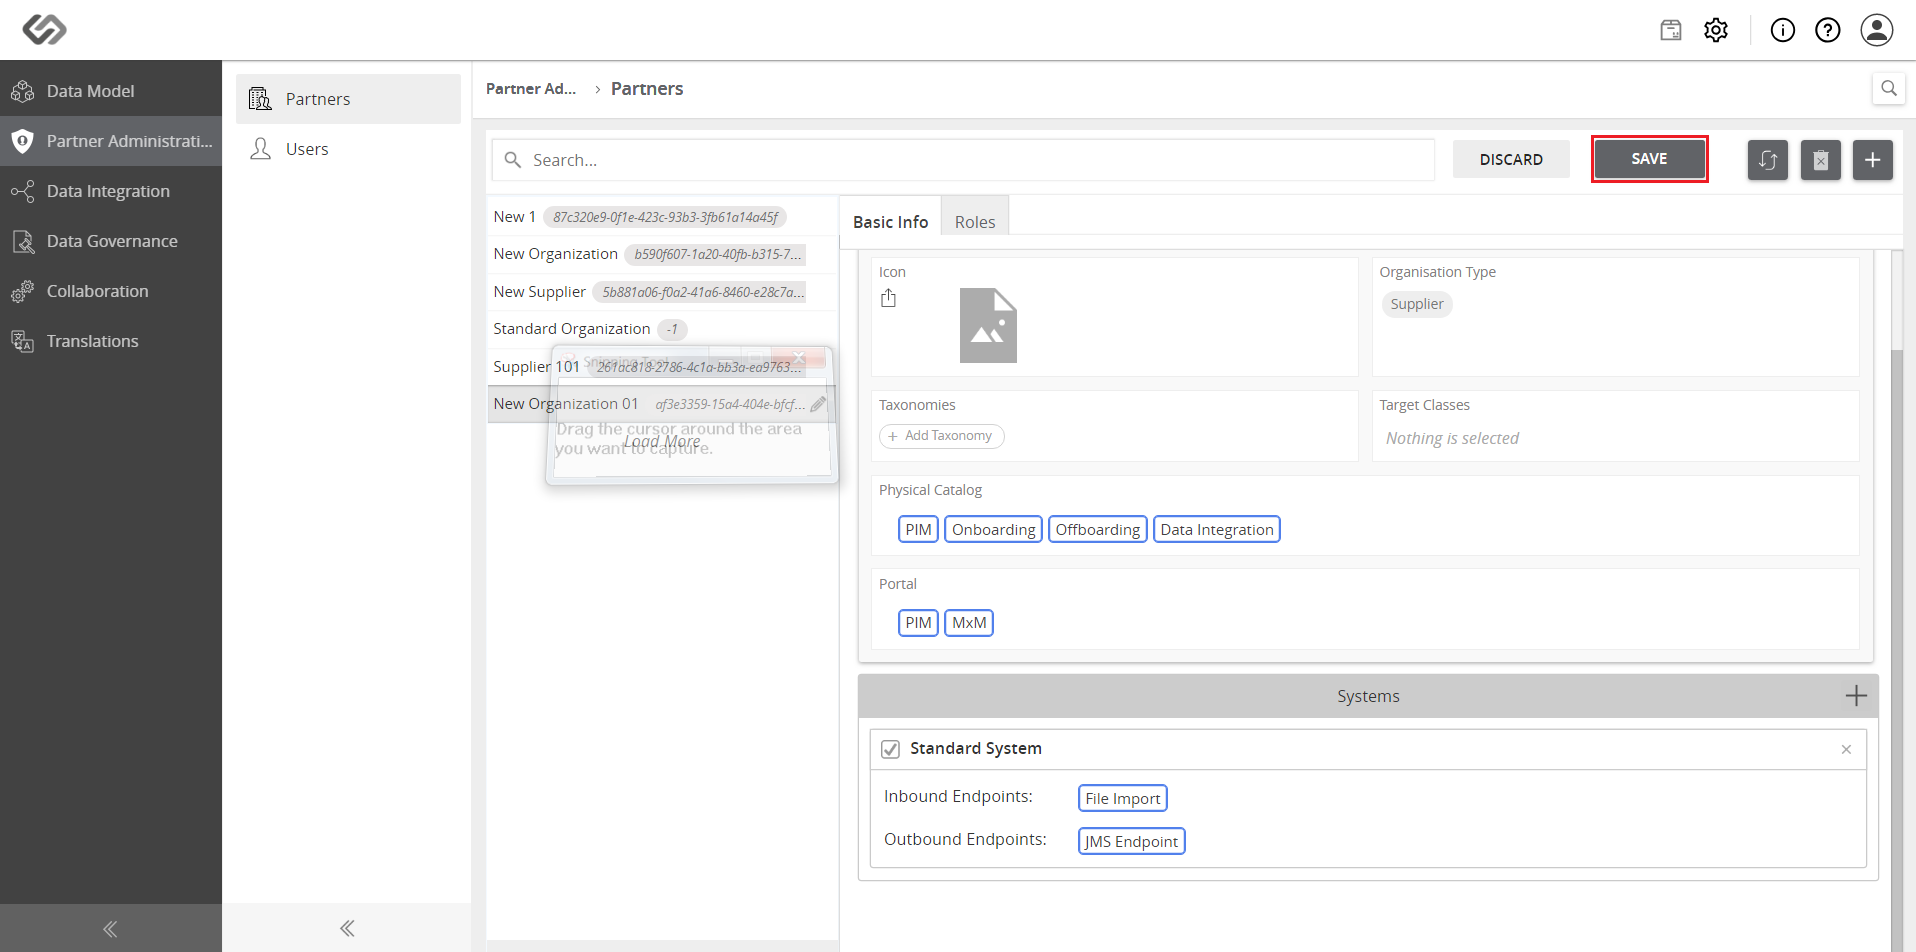 Data Model
Partner Administrati...
Data Integration
Data Governance
Collaboration
Translations
Partners
Users
Partner Ad... > Partners
Search...
DISCARD
SAVE
New 1 87c320e9-0f1e-423c-93b3-3fb61a14a45f
New Organization b590f607-1a20-40fb-b315-7...
New Supplier 5b881a06-f0a2-41a6-8460-e28c7a...
Standard Organization -1
Snipping Tool
Supplier 101 261ac818-2786-4c1a-bb3a-ea9763...
New Organization 01 af3e3359-15a4-404e-bfcf...
Drag the cursor around the area
you want to capture.
Load More
Basic Info
Roles
Icon
Organisation Type
Supplier
Taxonomies
+ Add Taxonomy
Target Classes
Nothing is selected
Physical Catalog
PIM Onboarding Offboarding Data Integration
Portal
PIM MxM
Systems
Standard System
Inbound Endpoints: File Import
Outbound Endpoints: JMS Endpoint